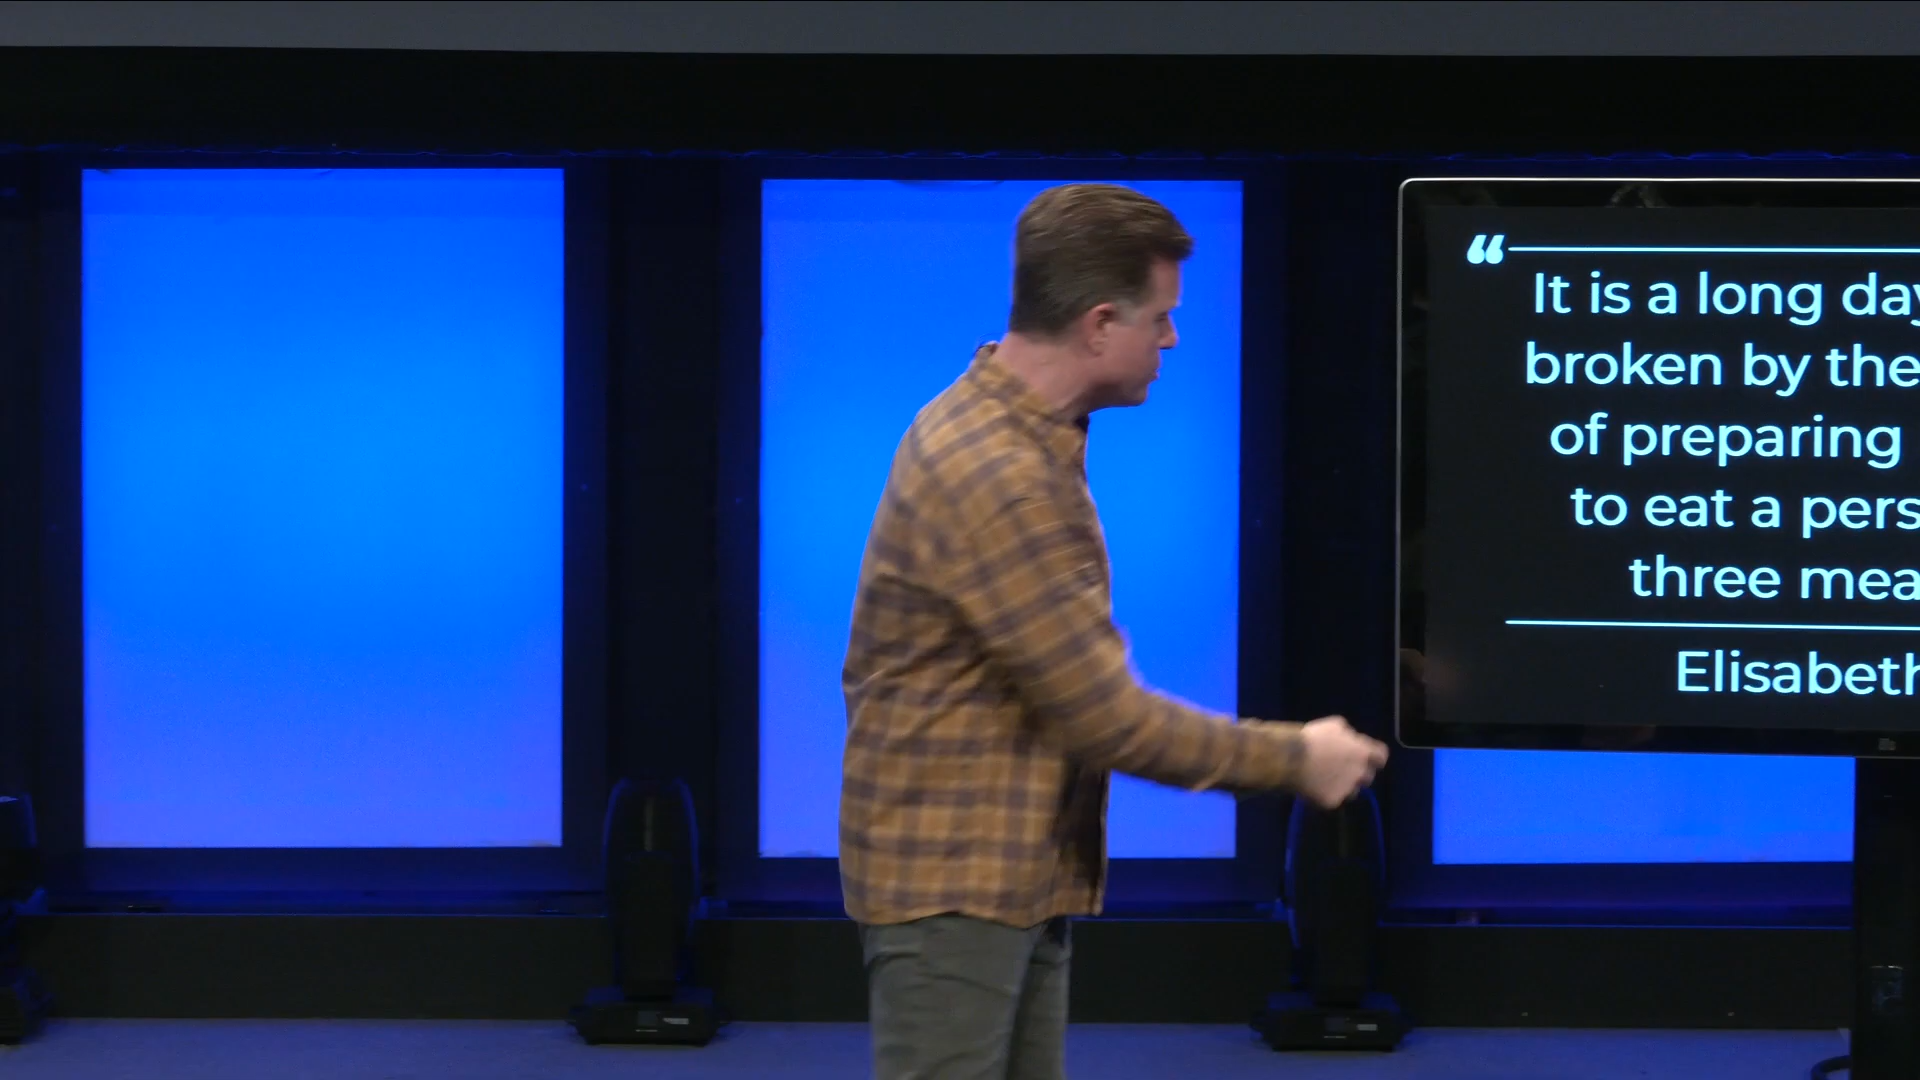 “
It is a long day
broken by the
of preparing
to eat a pers
three mea
Elisabeth